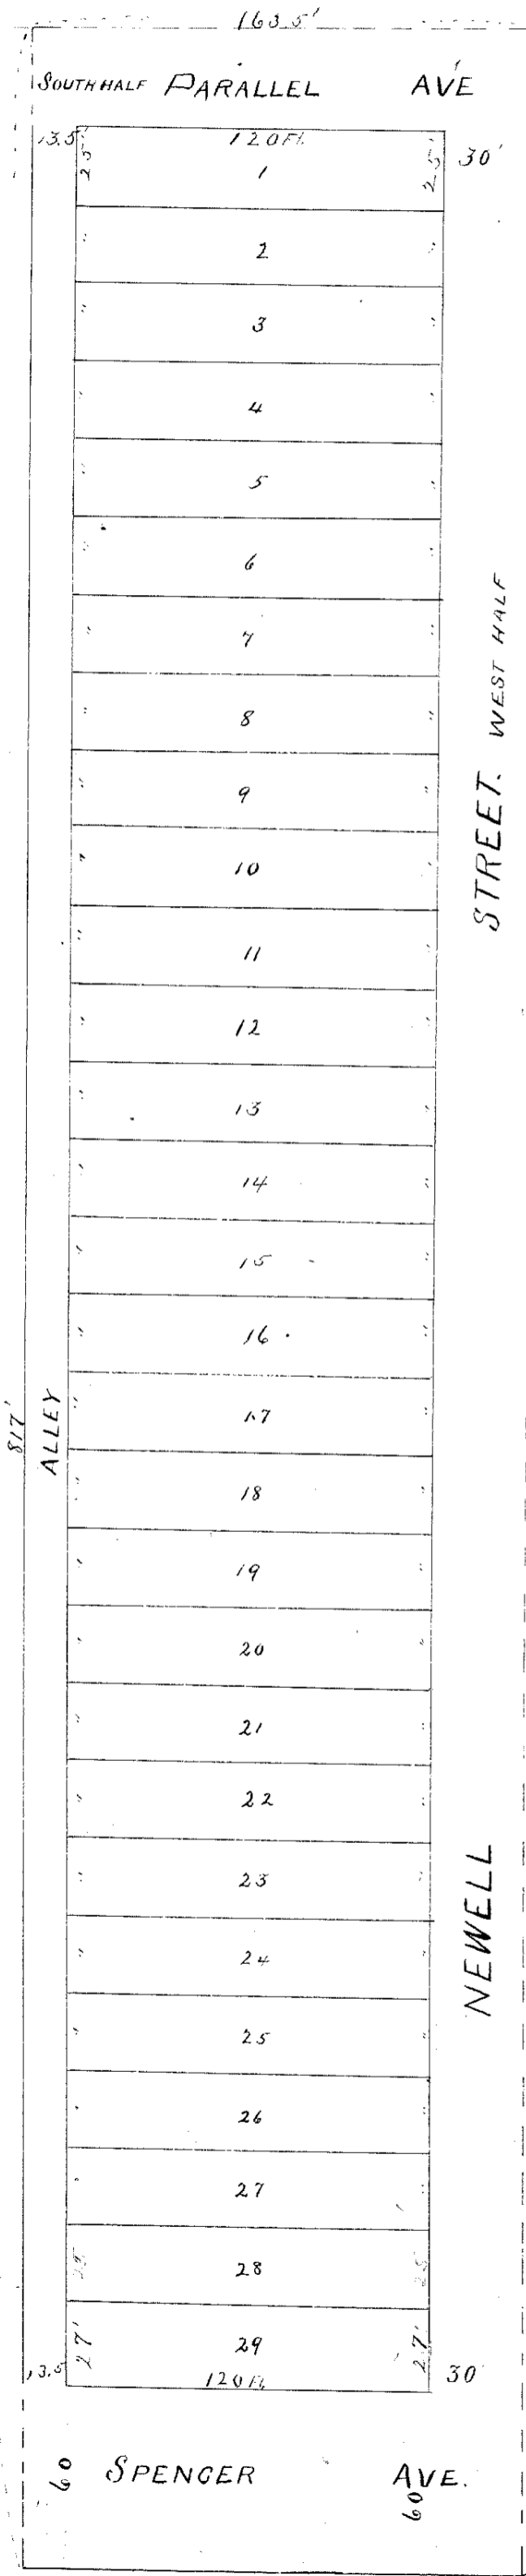 163.5'
SOUTH HALF PARALLEL AVE
13.5 120 Ft. 30'
25' 1 25'
" 2 "
" 3 "
" 4 "
" 5 "
" 6 "
" 7 "
" 8 "
" 9 "
" 10 "
" 11 "
" 12 "
" 13 "
" 14 "
" 15 "
" 16 "
" 17 "
" 18 "
" 19 "
" 20 "
" 21 "
" 22 "
" 23 "
" 24 "
" 25 "
" 26 "
" 27 "
25 28 25
27' 29 27'
13.5 120 Ft. 30
817'
ALLEY
NEWELL STREET. WEST HALF
60 SPENCER AVE. 60